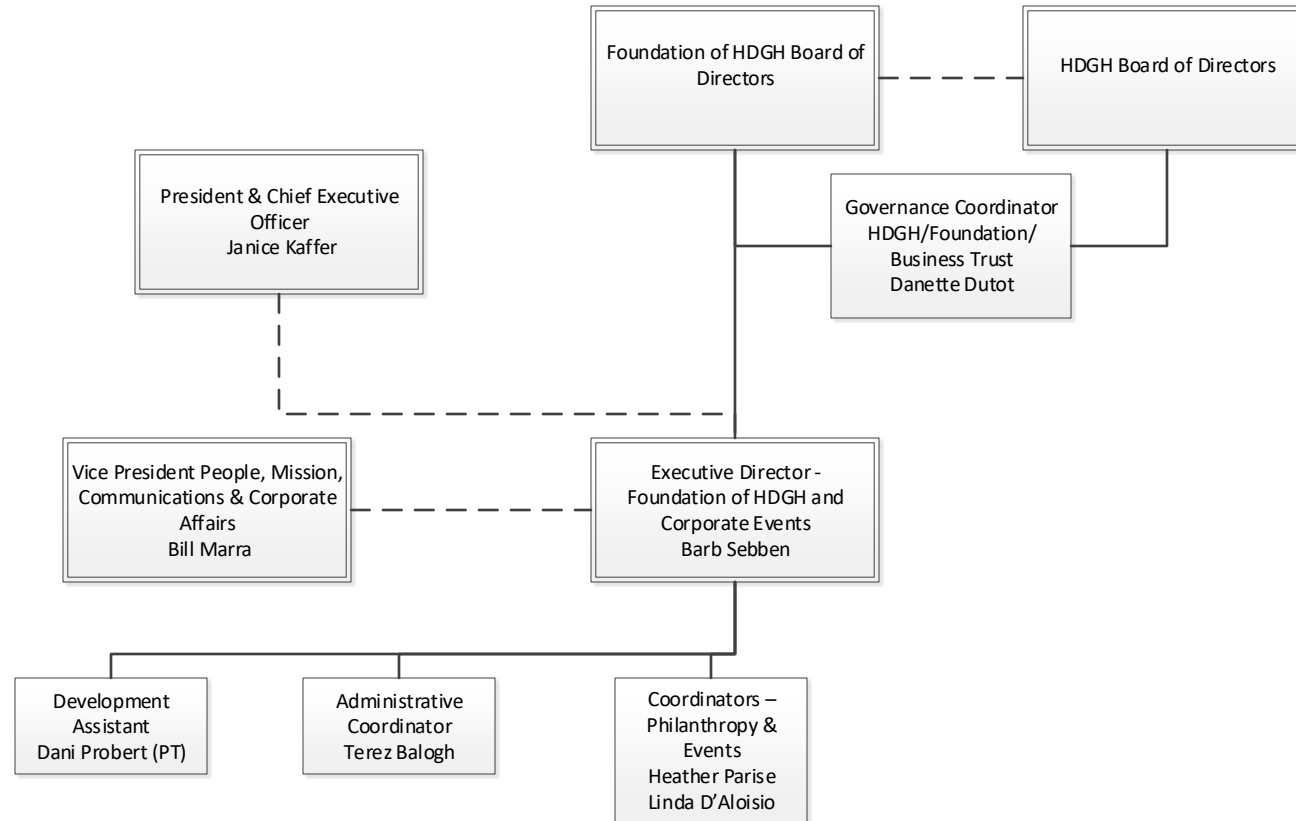 Foundation of HDGH Board of
Directors
HDGH Board of Directors
President & Chief Executive
Officer
Janice Kaffer
Governance Coordinator
HDGH/Foundation/
Business Trust
Danette Dutot
Vice President People, Mission,
Communications & Corporate
Affairs
Bill Marra
Executive Director -
Foundation of HDGH and
Corporate Events
Barb Sebben
Development
Assistant
Dani Probert (PT)
Administrative
Coordinator
Terez Balogh
Coordinators –
Philanthropy &
Events
Heather Parise
Linda D’Aloisio